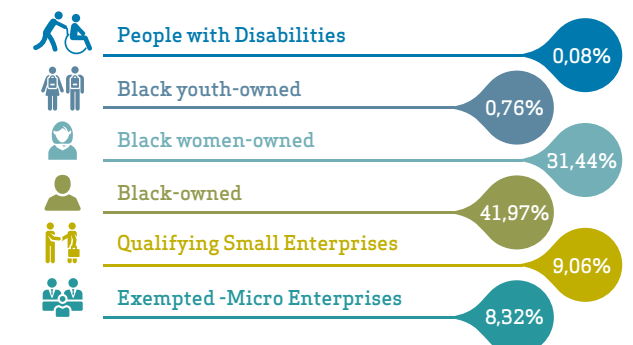 People with Disabilities
0,08%
Black youth-owned
0,76%
Black women-owned
31,44%
Black-owned
41,97%
Qualifying Small Enterprises
9,06%
Exempted -Micro Enterprises
8,32%